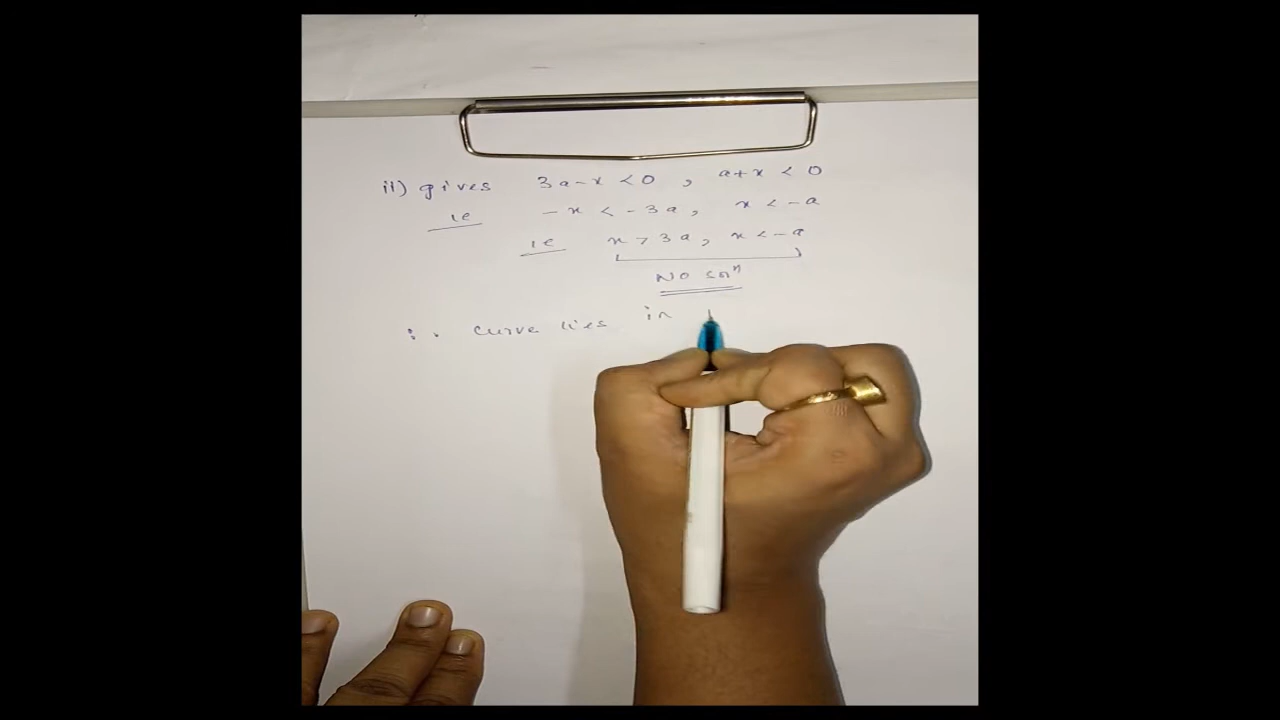 ii) gives 3a-x<0, a+x<0
ie -x<-3a, x<-a
ie x>3a, x<-a
No solⁿ
∴ curve lies in